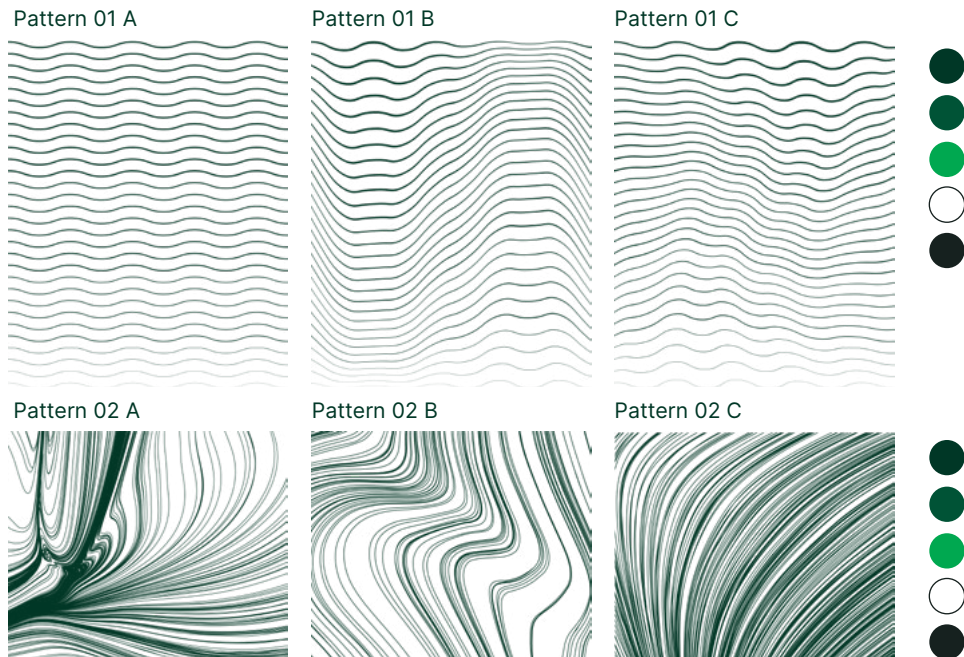 Pattern 01 A
Pattern 01 B
Pattern 01 C
Pattern 02 A
Pattern 02 B
Pattern 02 C